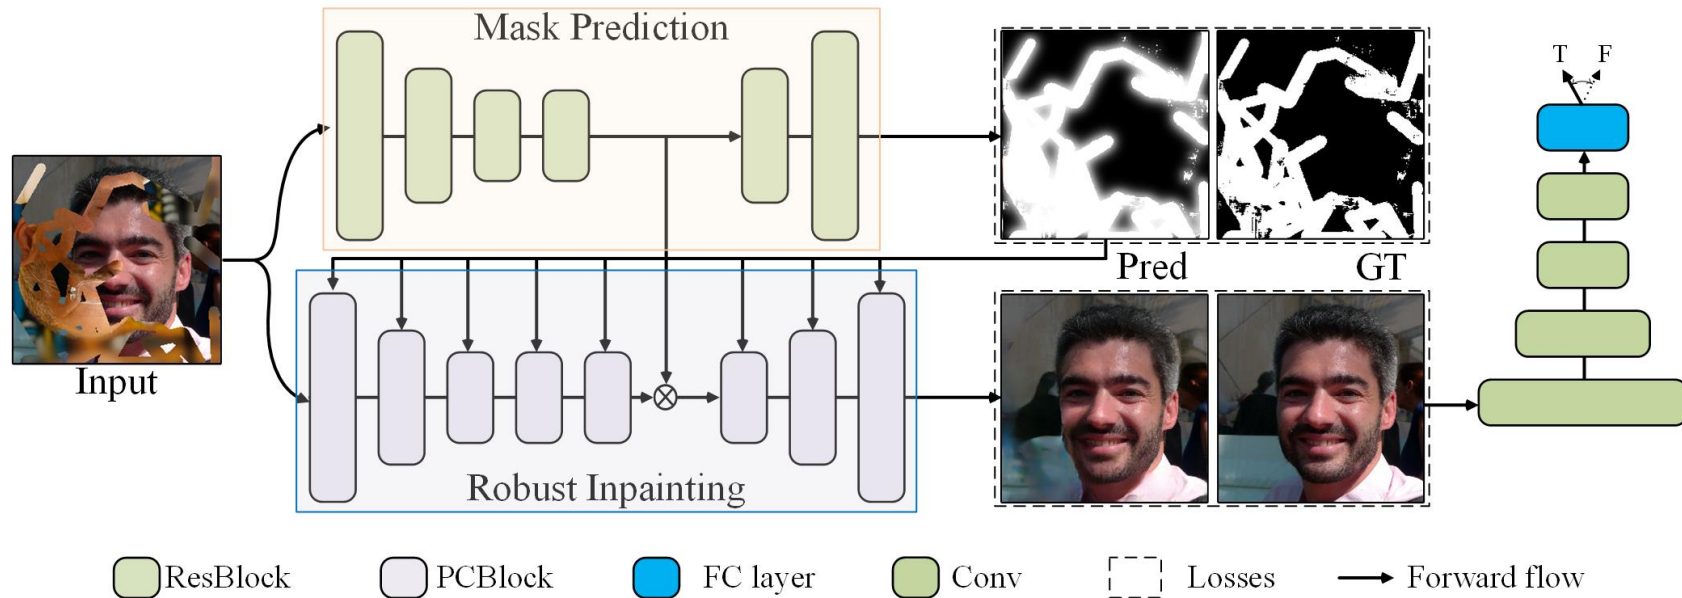 Mask Prediction
T F
Pred GT
Input
Robust Inpainting
ResBlock PCBlock FC layer Conv Losses Forward flow